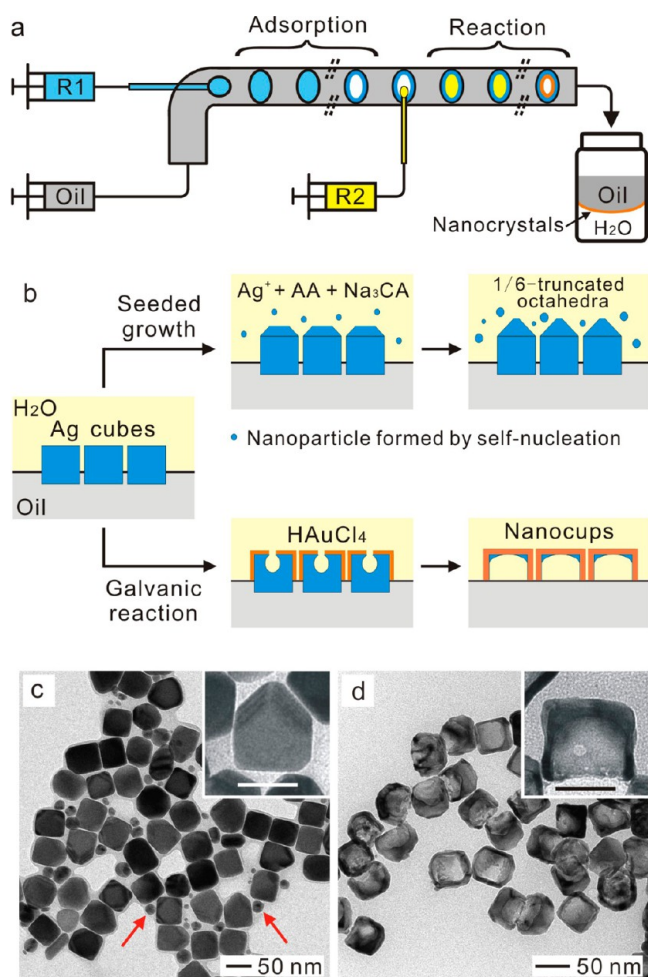 a
Adsorption
Reaction
R1
Oil
R2
Oil
Nanocrystals
H₂O
b
Seeded
growth
Ag⁺ + AA + Na₃CA
1/6-truncated
octahedra
H₂O
Ag cubes
Oil
Nanoparticle formed by self-nucleation
Galvanic
reaction
HAuCl₄
Nanocups
c
50 nm
d
50 nm